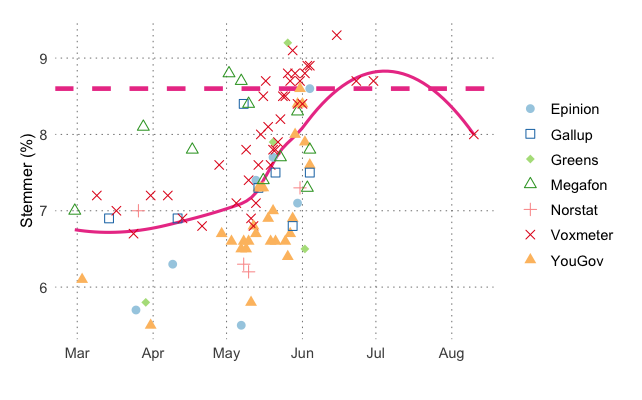 Stemmer (%)
9
8
7
6
Mar Apr May Jun Jul Aug
Epinion
Gallup
Greens
Megafon
Norstat
Voxmeter
YouGov